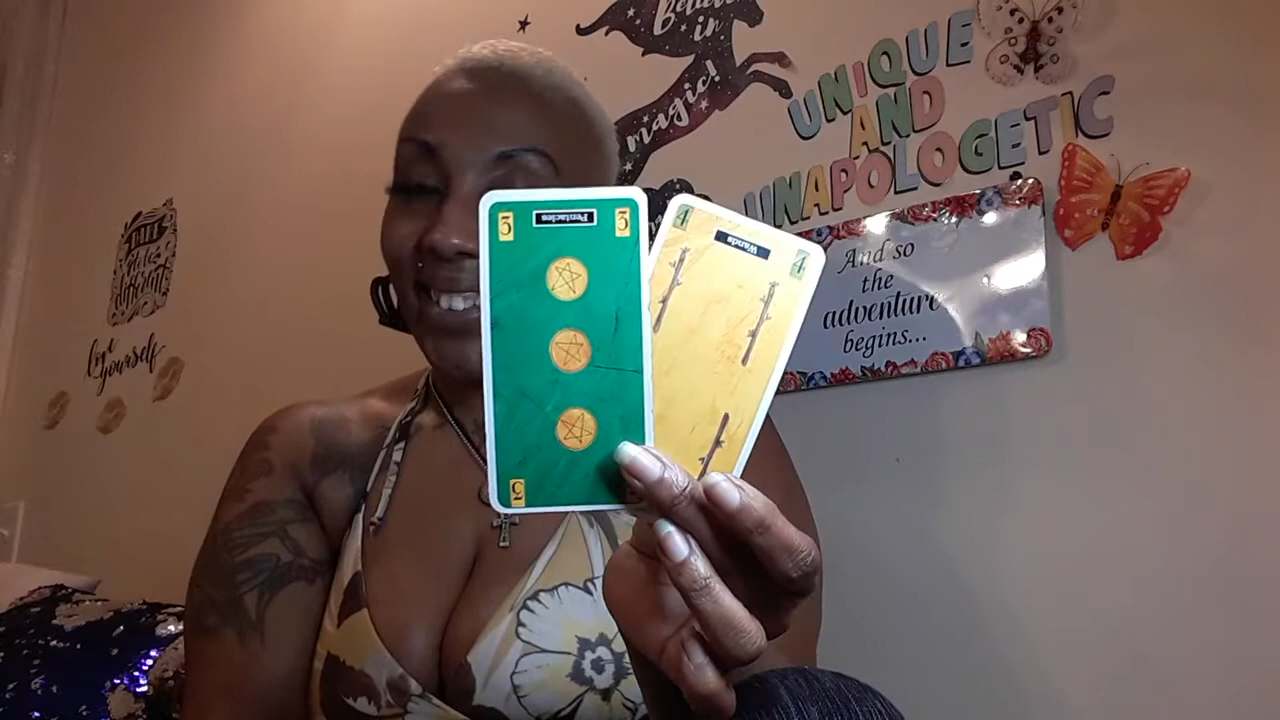 Believe
in
magic!
UNIQUE
AND
UNAPOLOGETIC
And so
the
adventure
begins...
love
yourself
3 Pentacles 3
3
4 Wands 4